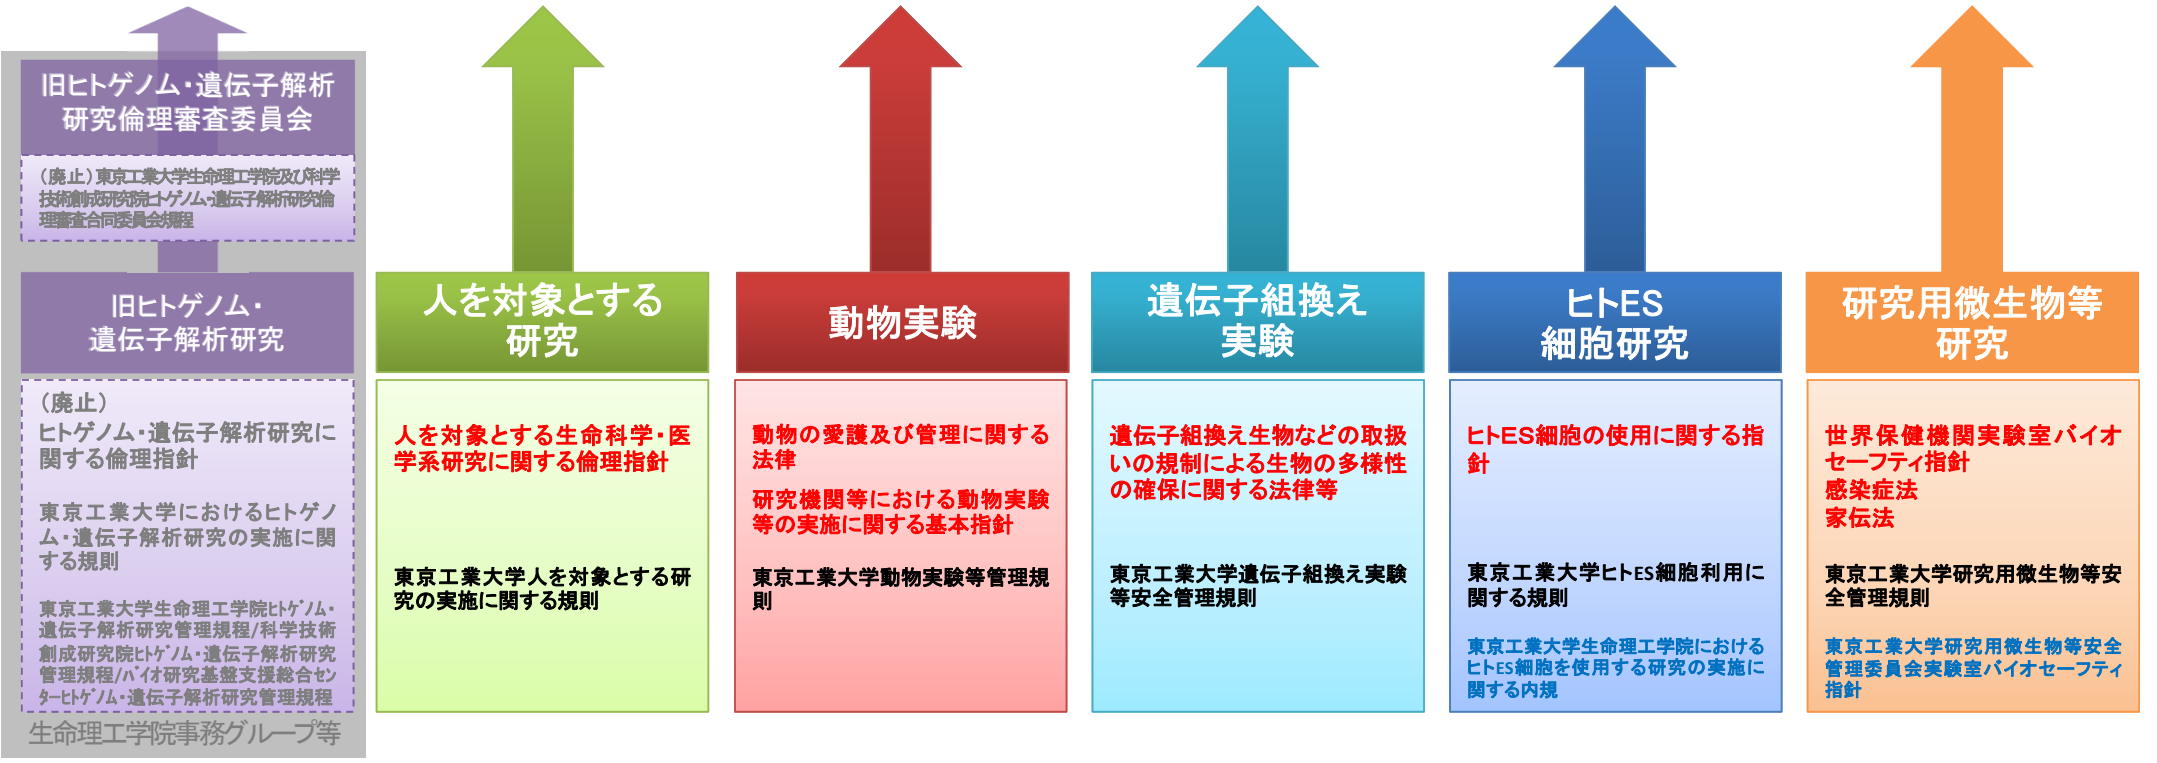 旧ヒトゲノム・遺伝子解析
研究倫理審査委員会
（廃止）東京工業大学生命理工学院及び科学
技術創成研究院ヒトゲノム・遺伝子解析研究倫
理審査合同委員会規程
旧ヒトゲノム・
遺伝子解析研究
（廃止）
ヒトゲノム・遺伝子解析研究に
関する倫理指針
東京工業大学におけるヒトゲノ
ム・遺伝子解析研究の実施に関
する規則
東京工業大学生命理工学院ﾋﾄｹﾞﾉﾑ・
遺伝子解析研究管理規程/科学技術
創成研究院ﾋﾄｹﾞﾉﾑ・遺伝子解析研究
管理規程/ﾊﾞｲｵ研究基盤支援総合ｾﾝ
ﾀｰﾋﾄｹﾞﾉﾑ・遺伝子解析研究管理規程
生命理工学院事務グループ等
人を対象とする
研究
人を対象とする生命科学・医
学系研究に関する倫理指針
東京工業大学人を対象とする研
究の実施に関する規則
動物実験
動物の愛護及び管理に関する
法律
研究機関等における動物実験
等の実施に関する基本指針
東京工業大学動物実験等管理規
則
遺伝子組換え
実験
遺伝子組換え生物などの取扱
いの規制による生物の多様性
の確保に関する法律等
東京工業大学遺伝子組換え実験
等安全管理規則
ヒトES
細胞研究
ヒトES細胞の使用に関する指
針
東京工業大学ヒトES細胞利用に
関する規則
東京工業大学生命理工学院における
ヒトES細胞を使用する研究の実施に
関する内規
研究用微生物等
研究
世界保健機関実験室バイオ
セーフティ指針
感染症法
家伝法
東京工業大学研究用微生物等安
全管理規則
東京工業大学研究用微生物等安全
管理委員会実験室バイオセーフティ
指針